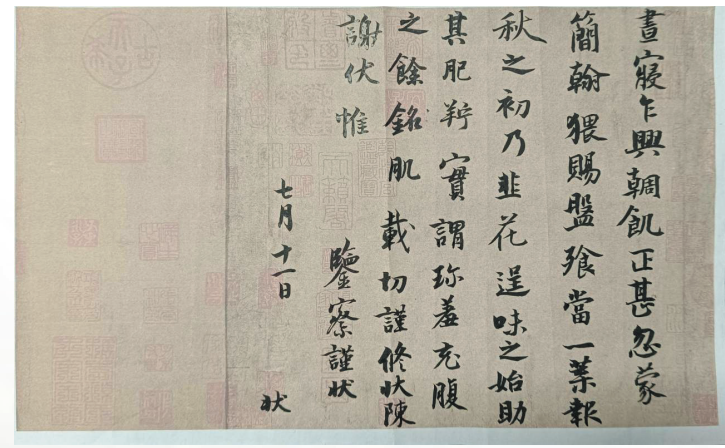 晝寢乍興輖飢正甚忽蒙
簡翰猥賜盤飧當一葉報
秋之初乃韭花逞味之始助
其肥羜實謂珍羞充腹
之餘銘肌載切謹修狀陳
謝伏惟
鑒察謹狀
七月十一日
狀